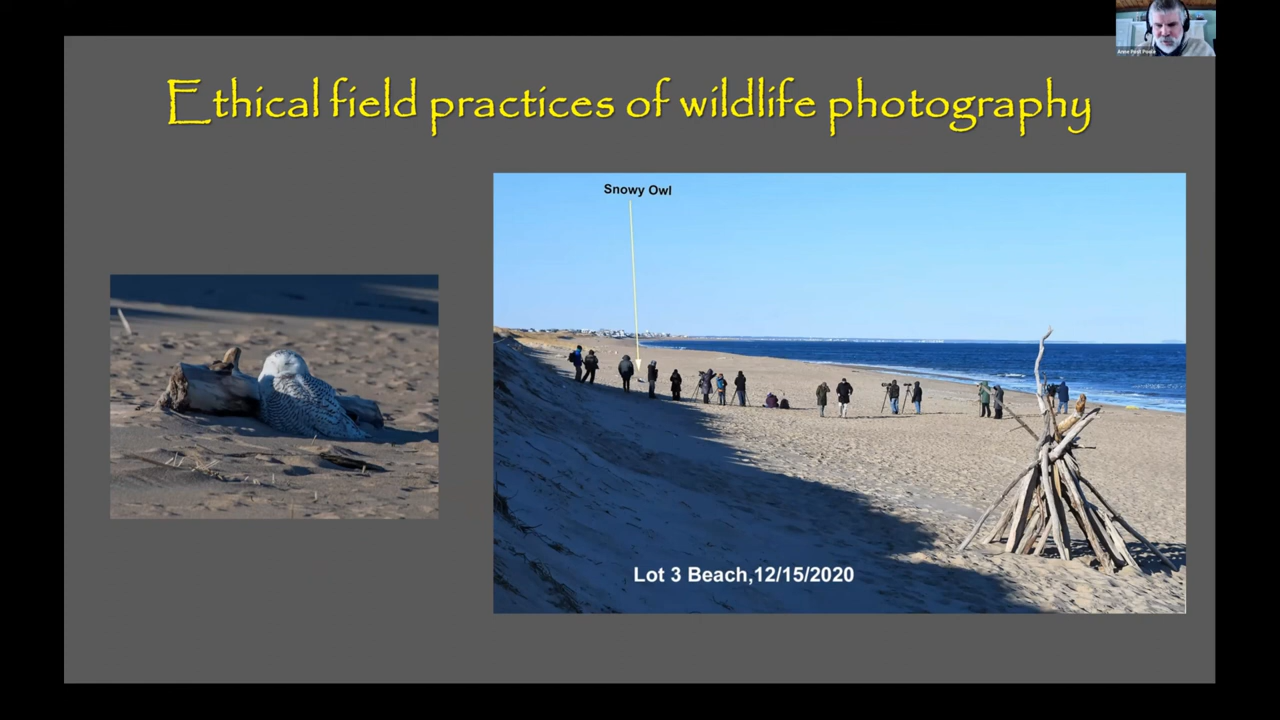 Ethical field practices of wildlife photography
Snowy Owl
Lot 3 Beach,12/15/2020